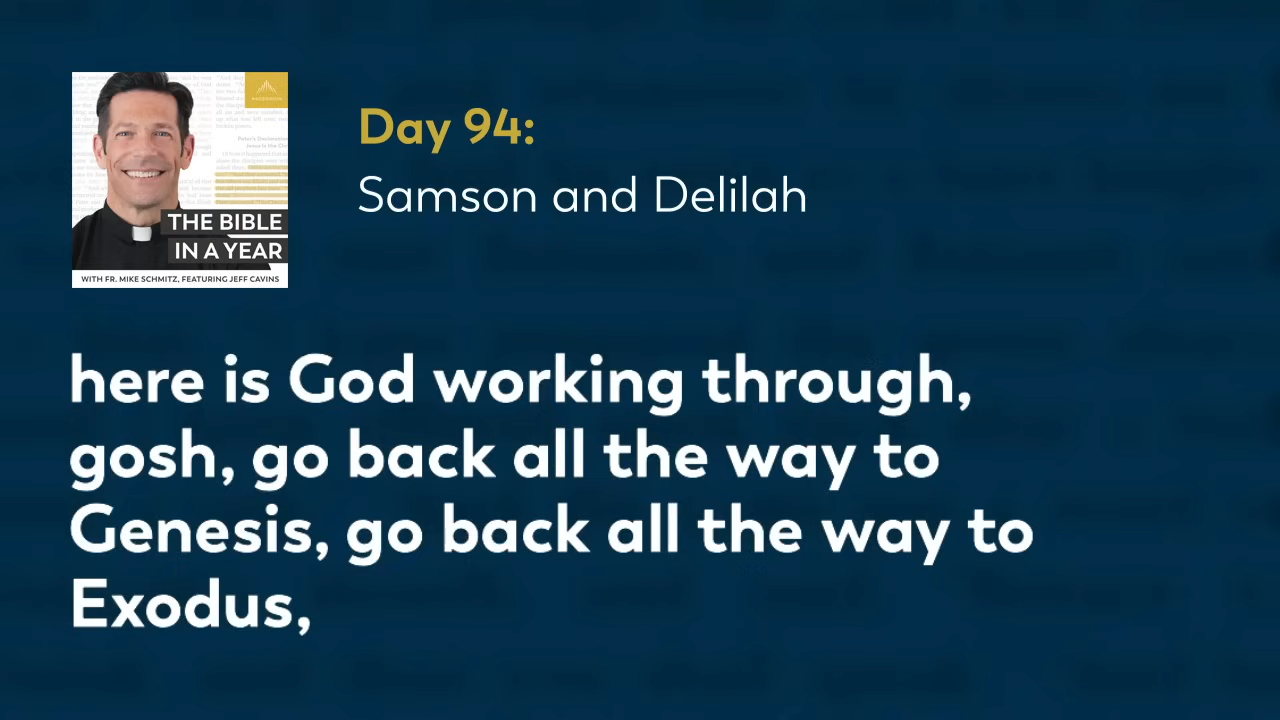 THE BIBLE
IN A YEAR
WITH FR. MIKE SCHMITZ, FEATURING JEFF CAVINS
Day 94:
Samson and Delilah
here is God working through,
gosh, go back all the way to
Genesis, go back all the way to
Exodus,